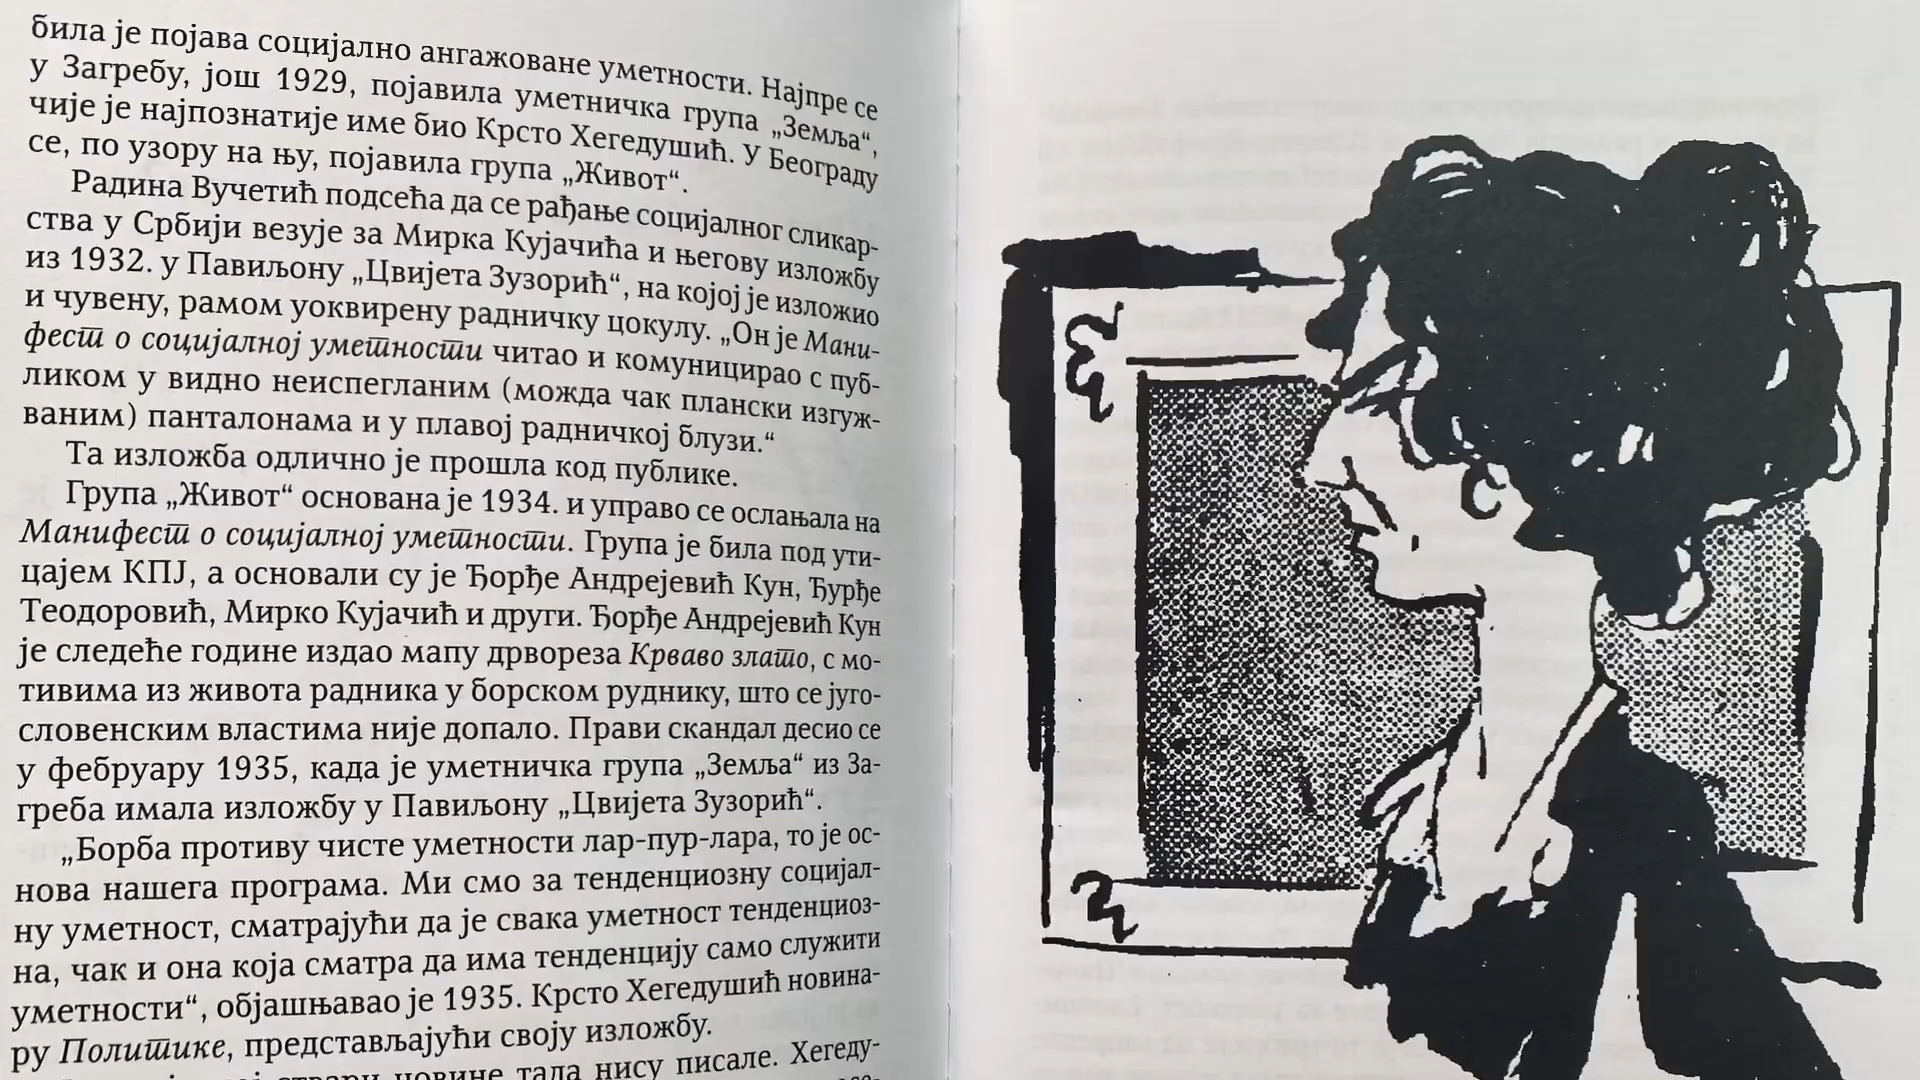 била је појава социјално ангажоване уметности. Најпре се
у Загребу, још 1929, појавила уметничка група „Земља“,
чије је најпознатије име био Крсто Хегедушић. У Београду
се, по узору на њу, појавила група „Живот“.
Радина Вучетић подсећа да се рађање социјалног сликар-
ства у Србији везује за Мирка Кујачића и његову изложбу
из 1932. у Павиљону „Цвијета Зузорић“, на којој је изложио
и чувену, рамом уоквирену радничку цокулу. „Он је Мани-
фест о социјалној уметности читао и комуницирао с пуб-
ликом у видно неиспегланим (можда чак плански изгуж-
ваним) панталонама и у плавој радничкој блузи.“
Та изложба одлично је прошла код публике.
Група „Живот“ основана је 1934. и управо се ослањала на
Манифест о социјалној уметности. Група је била под ути-
цајем КПЈ, а основали су је Ђорђе Андрејевић Кун, Ђурђе
Теодоровић, Мирко Кујачић и други. Ђорђе Андрејевић Кун
је следеће године издао мапу дрвореза Крваво злато, с мо-
тивима из живота радника у борском руднику, што се југо-
словенским властима није допало. Прави скандал десио се
у фебруару 1935, када је уметничка група „Земља“ из За-
греба имала изложбу у Павиљону „Цвијета Зузорић“.
„Борба противу чисте уметности лар-пур-лара, то је ос-
нова нашега програма. Ми смо за тенденциозну социјал-
ну уметност, сматрајући да је свака уметност тенденциоз-
на, чак и она која сматра да има тенденцију само служити
уметности“, објашњавао је 1935. Крсто Хегедушић новина-
ру Политике, представљајући своју изложбу.
ствари новине тада нису писале. Хегеду-